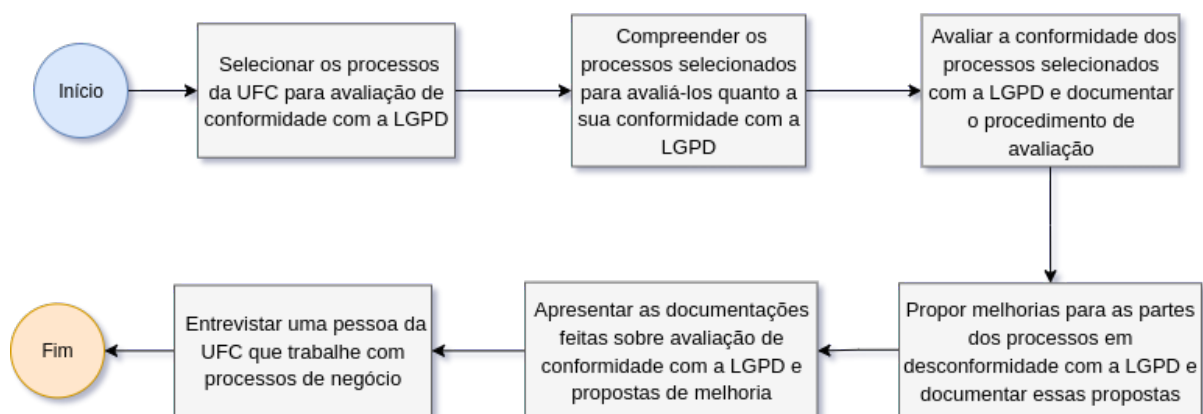 Início
Selecionar os processos
da UFC para avaliação de
conformidade com a LGPD
Compreender os
processos selecionados
para avaliá-los quanto a
sua conformidade com a
LGPD
Avaliar a conformidade dos
processos selecionados
com a LGPD e documentar
o procedimento de
avaliação
Propor melhorias para as partes
dos processos em
desconformidade com a LGPD e
documentar essas propostas
Apresentar as documentações
feitas sobre avaliação de
conformidade com a LGPD e
propostas de melhoria
Entrevistar uma pessoa da
UFC que trabalhe com
processos de negócio
Fim